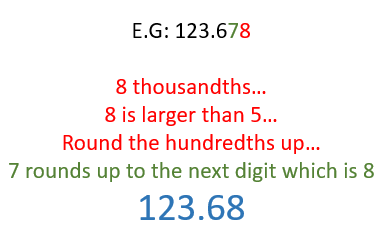 E.G: 123.678
8 thousandths...
8 is larger than 5...
Round the hundredths up...
7 rounds up to the next digit which is 8
123.68